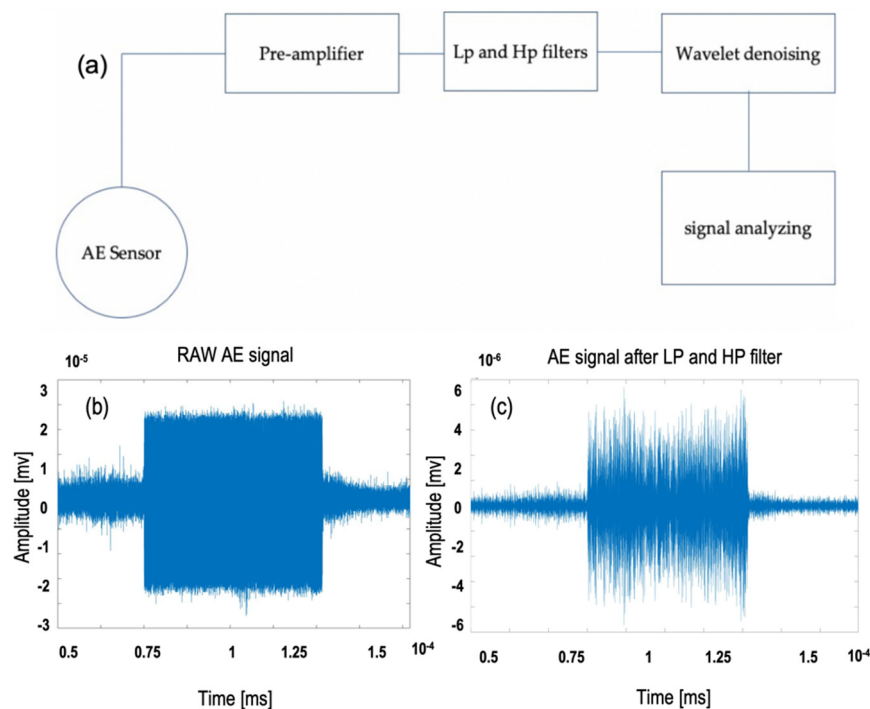 (a)
Pre-amplifier
Lp and Hp filters
Wavelet denoising
AE Sensor
signal analyzing
10-5
RAW AE signal
(b)
3
2
1
0
-1
-2
-3
Amplitude [mv]
0.5 0.75 1 1.25 1.5 10-4
Time [ms]
10-6
AE signal after LP and HP filter
(c)
6
4
2
0
-2
-4
-6
Amplitude [mv]
0.5 0.75 1 1.25 1.5 10-4
Time [ms]